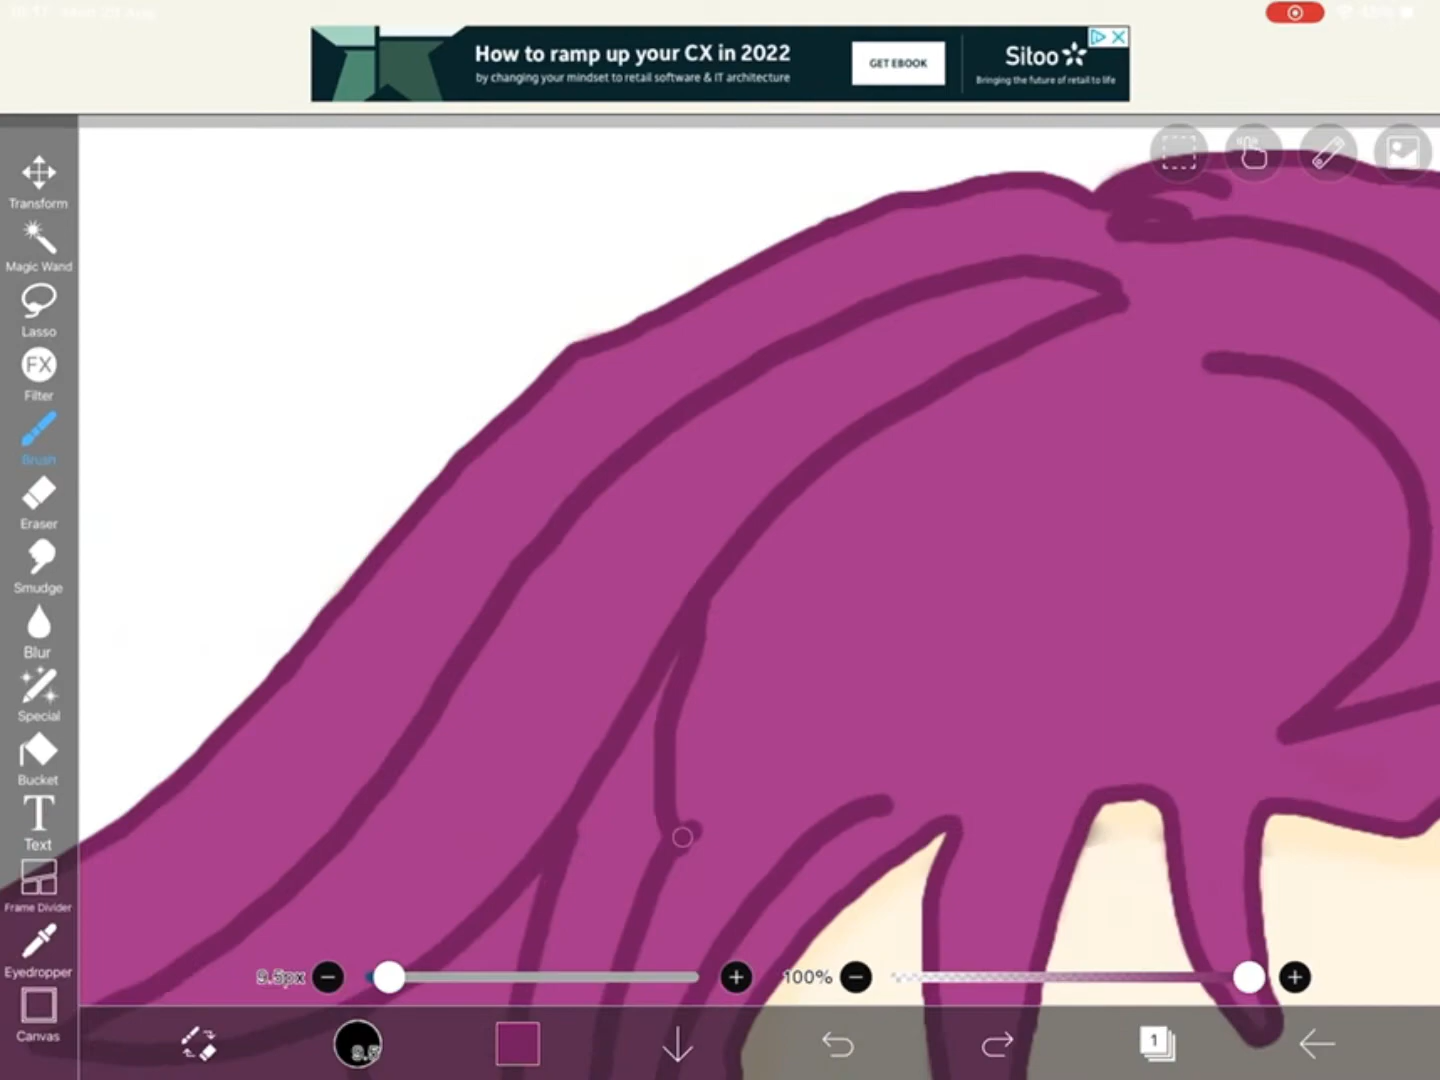 How to ramp up your CX in 2022
by changing your mindset to retail software & IT architecture
GET EBOOK
Sitoo
Bringing the future of retail to life
Transform
Magic Wand
Lasso
FX
Filter
Brush
Eraser
Smudge
Blur
Special
Bucket
T
Text
Frame Divider
Eyedropper
Canvas
9.5px
100%
9.5
1